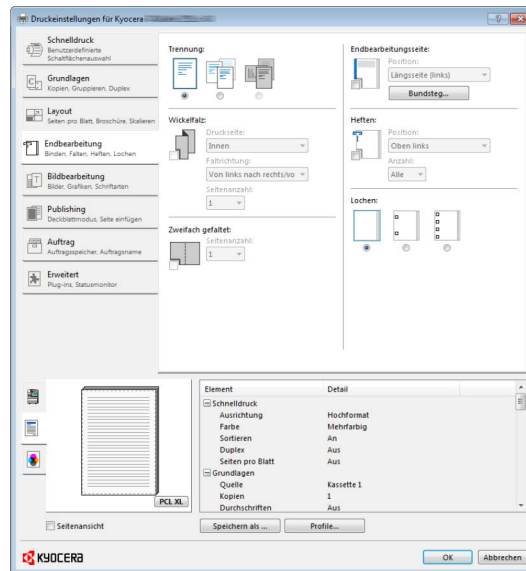 Druckeinstellungen für Kyocera
Schnelldruck
Benutzerdefinierte
Schaltflächenauswahl
Grundlagen
Kopien, Gruppieren, Duplex
Layout
Seiten pro Blatt, Broschüre, Skalieren
Endbearbeitung
Binden, Falten, Heften, Lochen
Bildbearbeitung
Bilder, Grafiken, Schriftarten
Publishing
Deckblattmodus, Seite einfügen
Auftrag
Auftragsspeicher, Auftragsname
Erweitert
Plug-ins, Statusmonitor
Trennung:
Wickelfalz:
Druckseite:
Innen
Faltrichtung:
Von links nach rechts/vo
Seitenanzahl:
1
Zweifach gefaltet:
Seitenanzahl:
1
Endbearbeitungsseite:
Position:
Längsseite (links)
Bundsteg...
Heften:
Position:
Oben links
Anzahl:
Alle
Lochen:
PCL XL
Seitenansicht
Element Detail
Schnelldruck
Ausrichtung Hochformat
Farbe Mehrfarbig
Sortieren An
Duplex Aus
Seiten pro Blatt Aus
Grundlagen
Quelle Kassette 1
Kopien 1
Durchschriften Aus
Speichern als ... Profile...
KYOCERA
OK Abbrechen